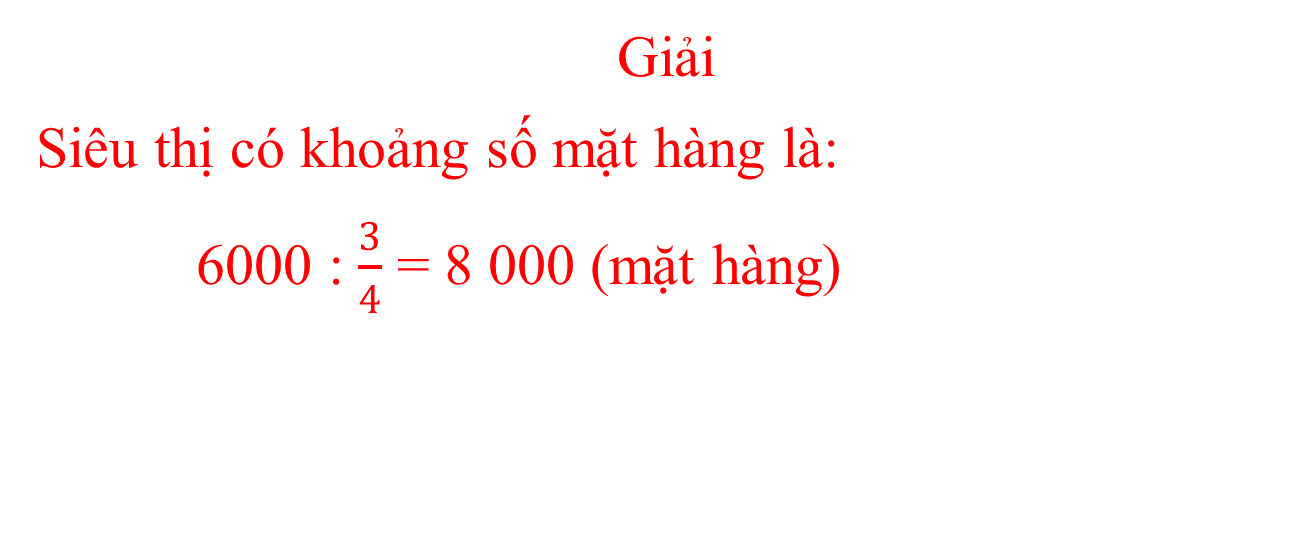 Giải
Siêu thị có khoảng số mặt hàng là:
6000 : 3/4 = 8 000 (mặt hàng)